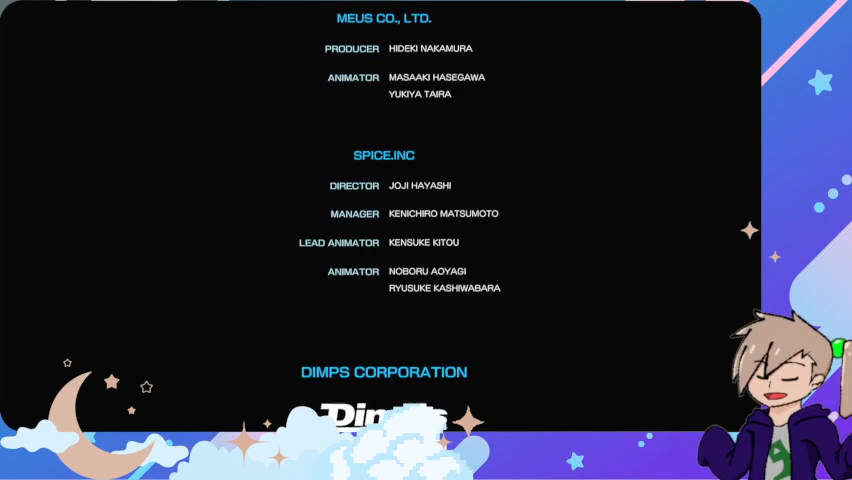 MEUS CO., LTD.
PRODUCER HIDEKI NAKAMURA
ANIMATOR MASAAKI HASEGAWA
YUKIYA TAIRA
SPICE.INC
DIRECTOR JOJI HAYASHI
MANAGER KENICHIRO MATSUMOTO
LEAD ANIMATOR KENSUKE KITOU
ANIMATOR NOBORU AOYAGI
RYUSUKE KASHIWABARA
DIMPS CORPORATION
Dimps